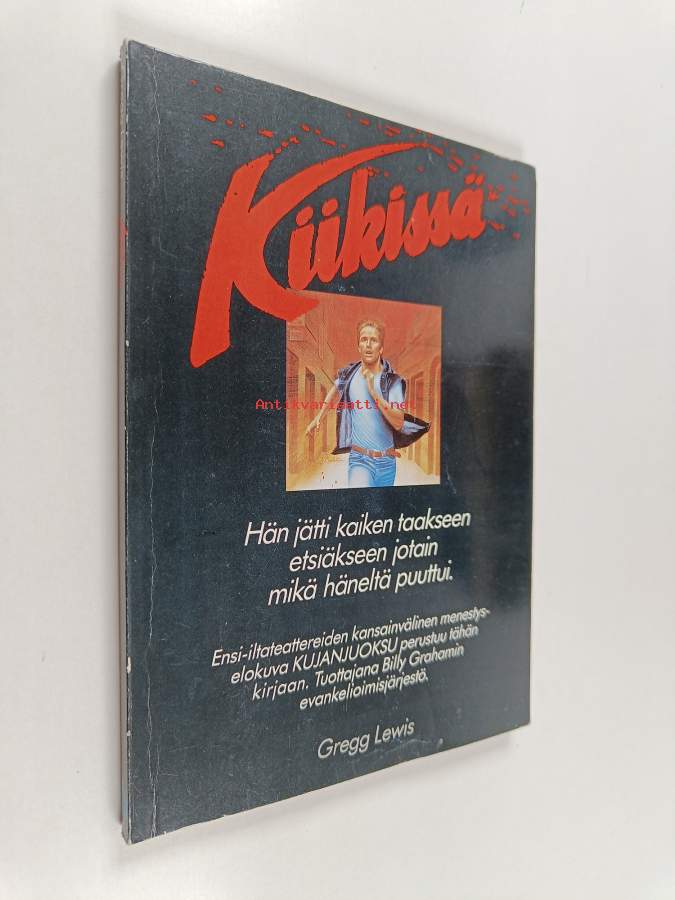 Kiikissä
Antikvariaatti.net
Hän jätti kaiken taakseen
etsiäkseen jotain
mikä häneltä puuttui.
Ensi-iltateattereiden kansainvälinen menestys-
elokuva KUJANJUOKSU perustuu tähän
kirjaan. Tuottajana Billy Grahamin
evankelioimisjärjestö.
Gregg Lewis